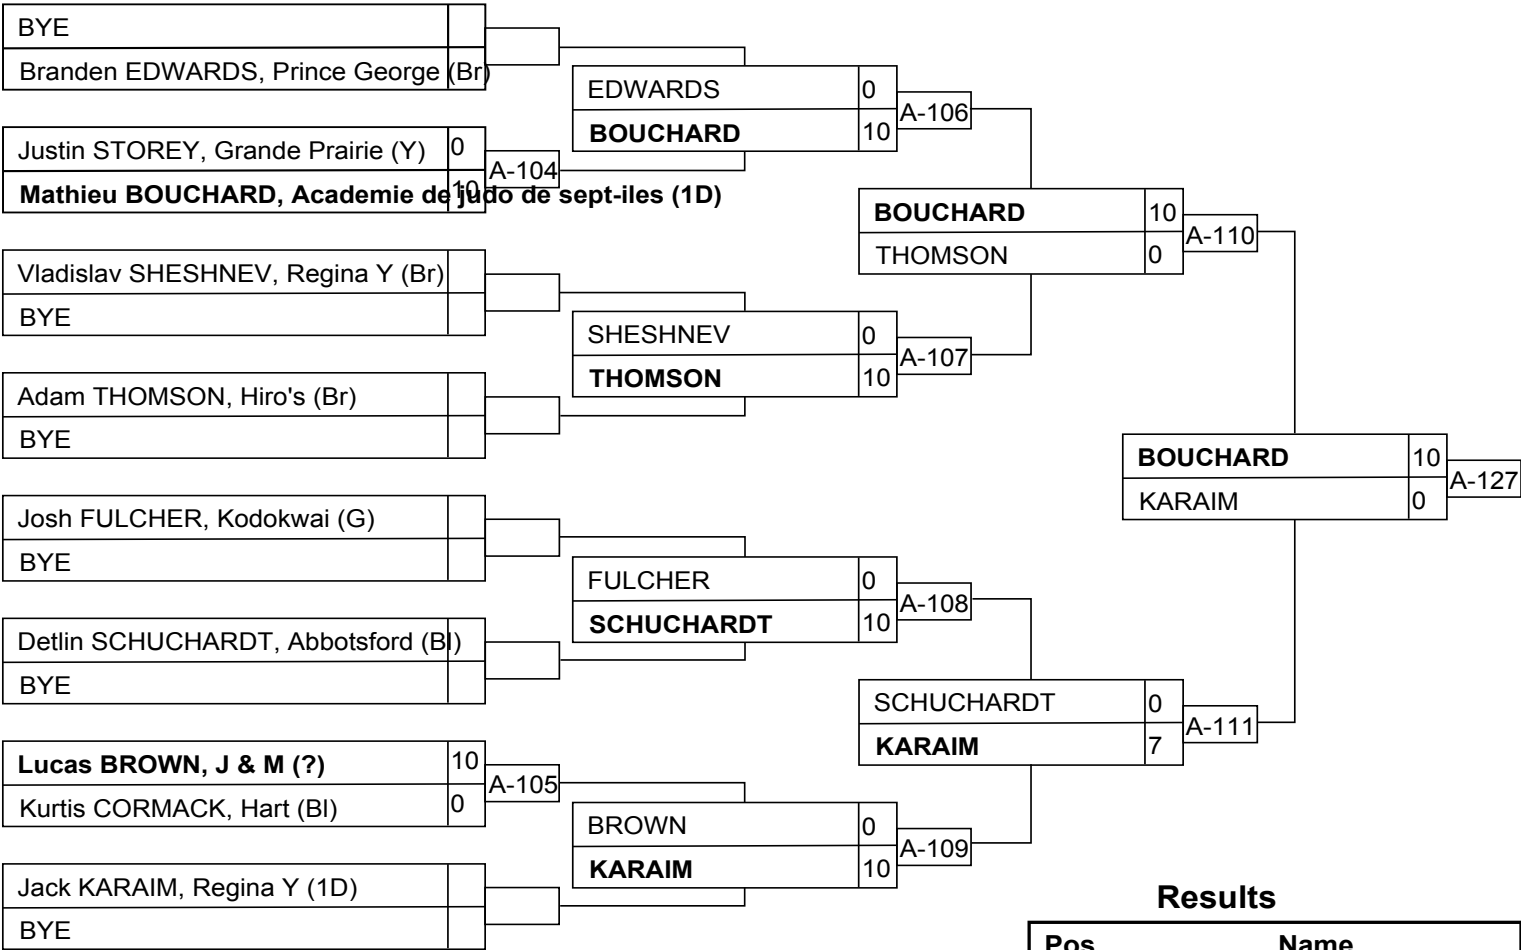 BYE
Branden EDWARDS, Prince George (Br)
EDWARDS 0
A-106
BOUCHARD 10
Justin STOREY, Grande Prairie (Y) 0
A-104
Mathieu BOUCHARD, Academie de judo de sept-iles (1D) 10
BOUCHARD 10
A-110
THOMSON 0
Vladislav SHESHNEV, Regina Y (Br)
BYE
SHESHNEV 0
A-107
THOMSON 10
Adam THOMSON, Hiro's (Br)
BYE
BOUCHARD 10
A-127
KARAIM 0
Josh FULCHER, Kodokwai (G)
BYE
FULCHER 0
A-108
SCHUCHARDT 10
Detlin SCHUCHARDT, Abbotsford (Bl)
BYE
SCHUCHARDT 0
A-111
KARAIM 7
Lucas BROWN, J & M (?) 10
A-105
Kurtis CORMACK, Hart (Bl) 0
BROWN 0
A-109
KARAIM 10
Jack KARAIM, Regina Y (1D)
BYE
Results
Pos Name